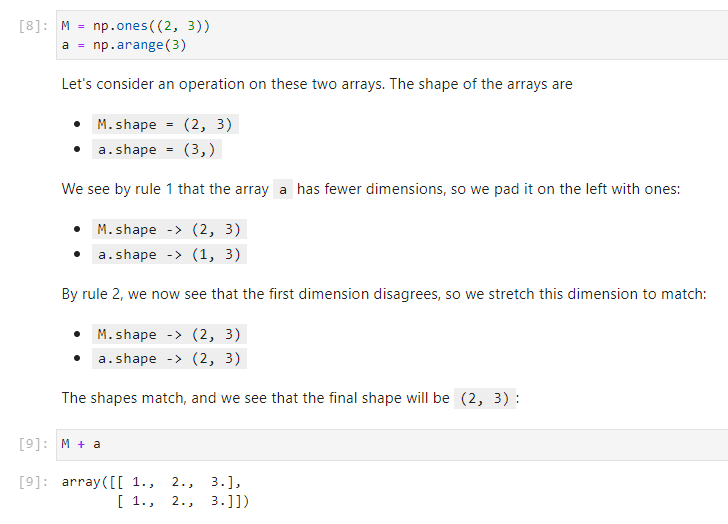 [8]: M = np.ones((2, 3))
a = np.arange(3)
Let's consider an operation on these two arrays. The shape of the arrays are
• M.shape = (2, 3)
• a.shape = (3,)
We see by rule 1 that the array a has fewer dimensions, so we pad it on the left with ones:
• M.shape -> (2, 3)
• a.shape -> (1, 3)
By rule 2, we now see that the first dimension disagrees, so we stretch this dimension to match:
• M.shape -> (2, 3)
• a.shape -> (2, 3)
The shapes match, and we see that the final shape will be (2, 3) :
[9]: M + a
[9]: array([[ 1., 2., 3.],
[ 1., 2., 3.]])